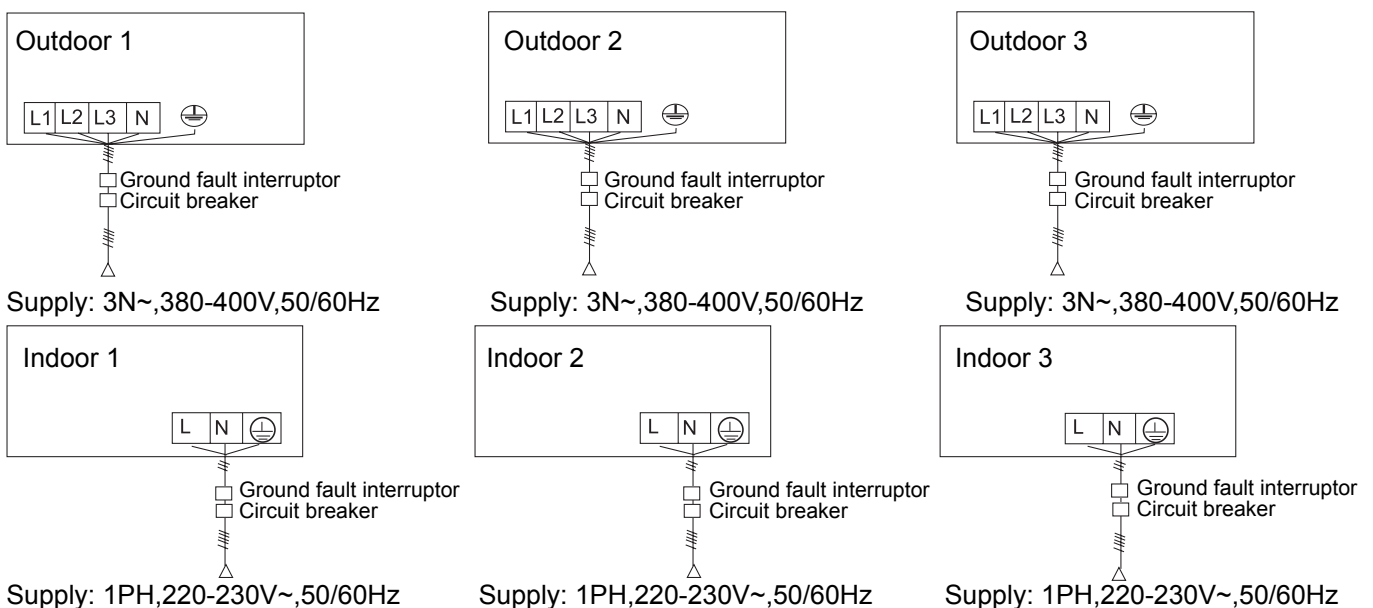 Outdoor 1
L1 L2 L3 N
Ground fault interruptor
Circuit breaker
Supply: 3N~,380-400V,50/60Hz
Outdoor 2
L1 L2 L3 N
Ground fault interruptor
Circuit breaker
Supply: 3N~,380-400V,50/60Hz
Outdoor 3
L1 L2 L3 N
Ground fault interruptor
Circuit breaker
Supply: 3N~,380-400V,50/60Hz
Indoor 1
L N
Ground fault interruptor
Circuit breaker
Supply: 1PH,220-230V~,50/60Hz
Indoor 2
L N
Ground fault interruptor
Circuit breaker
Supply: 1PH,220-230V~,50/60Hz
Indoor 3
L N
Ground fault interruptor
Circuit breaker
Supply: 1PH,220-230V~,50/60Hz